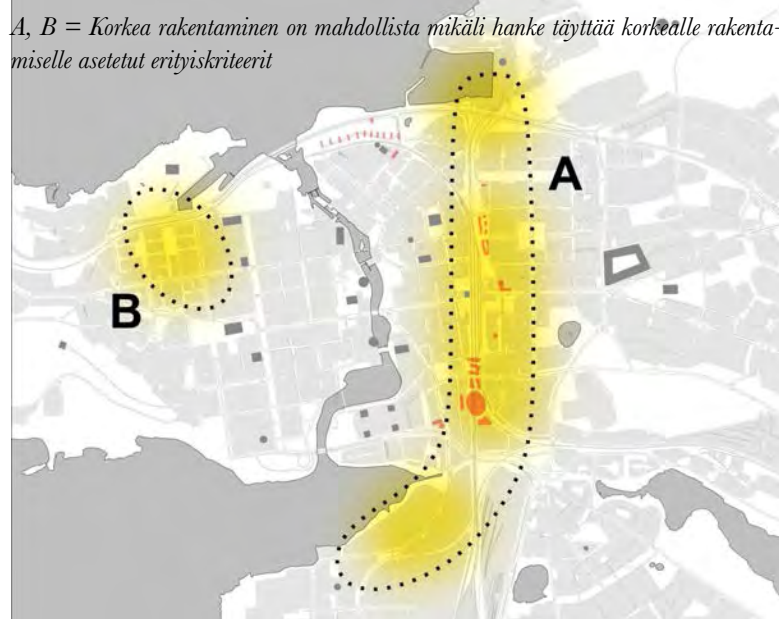 A, B = Korkea rakentaminen on mahdollista mikäli hanke täyttää korkealle rakenta-
miselle asetetut erityiskriteerit
A
B